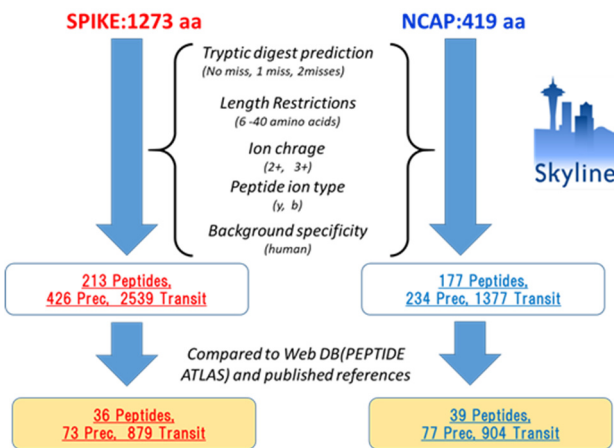 SPIKE:1273 aa
NCAP:419 aa
Tryptic digest prediction
(No miss, 1 miss, 2misses)
Length Restrictions
(6 -40 amino acids)
Ion chrage
(2+, 3+)
Peptide ion type
(y, b)
Background specificity
(human)
Skyline
213 Peptides,
426 Prec, 2539 Transit
177 Peptides,
234 Prec, 1377 Transit
Compared to Web DB(PEPTIDE
ATLAS) and published references
36 Peptides,
73 Prec, 879 Transit
39 Peptides,
77 Prec, 904 Transit